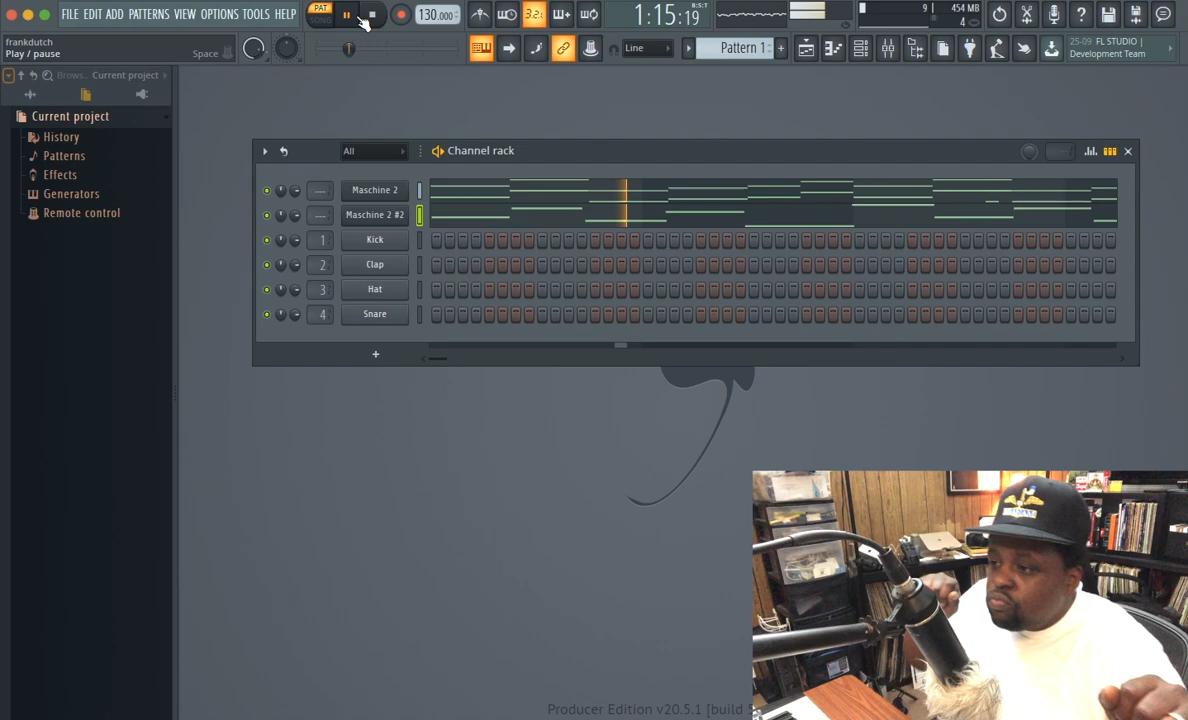 FILE EDIT ADD PATTERNS VIEW OPTIONS TOOLS HELP
PAT
SONG
130.000
3.2.
1:15:19
B:S:T
9
454 MB
4
frankdutch
Play / pause
Space
Line
Pattern 1
25-09 FL STUDIO |
Development Team
Brows..
Current project
Current project
History
Patterns
Effects
Generators
Remote control
All
Channel rack
Maschine 2
Maschine 2 #2
1 Kick
2 Clap
3 Hat
4 Snare
+
Producer Edition v20.5.1 [build